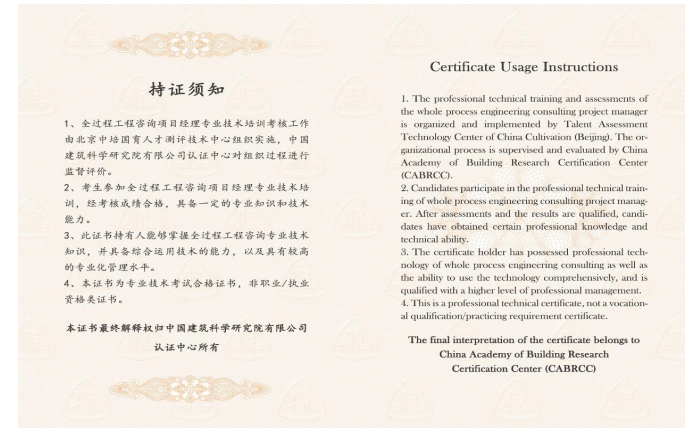 持证须知
1、全过程工程咨询项目经理专业技术培训考核工作
由北京中培国育人才测评技术中心组织实施，中国
建筑科学研究院有限公司认证中心对组织过程进行
监督评价。
2、考生参加全过程工程咨询项目经理专业技术培
训，经考核成绩合格，具备一定的专业知识和技术
能力。
3、此证书持有人能够掌握全过程工程咨询专业技术
知识，并具备综合运用技术的能力，以及具有较高
的专业化管理水平。
4、本证书为专业技术考试合格证书，非职业/执业
资格类证书。
本证书最终解释权归中国建筑科学研究院有限公司
认证中心所有
Certificate Usage Instructions
1. The professional technical training and assessments of
the whole process engineering consulting project manager
is organized and implemented by Talent Assessment
Technology Center of China Cultivation (Beijing). The or-
ganizational process is supervised and evaluated by China
Academy of Building Research Certification Center
(CABRCC).
2. Candidates participate in the professional technical train-
ing of whole process engineering consulting project manag-
er. After assessments and the results are qualified, candi-
dates have obtained certain professional knowledge and
technical ability.
3. The certificate holder has possessed professional tech-
nology of whole process engineering consulting as well as
the ability to use the technology comprehensively, and is
qualified with a higher level of professional management.
4. This is a professional technical certificate, not a vocation-
al qualification/practicing requirement certificate.
The final interpretation of the certificate belongs to
China Academy of Building Research
Certification Center (CABRCC)